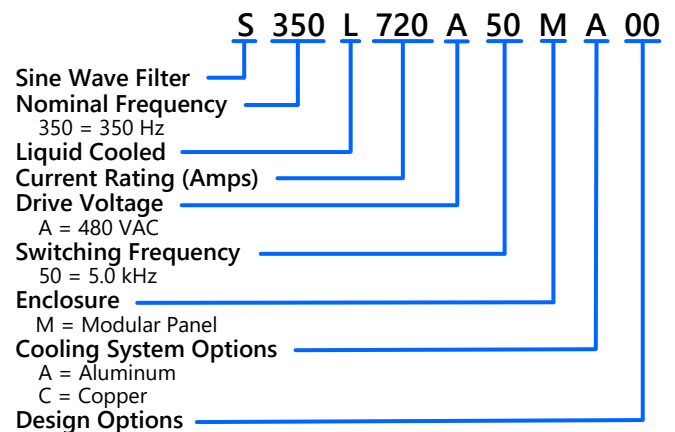 S 350 L 720 A 50 M A 00
Sine Wave Filter
Nominal Frequency
350 = 350 Hz
Liquid Cooled
Current Rating (Amps)
Drive Voltage
A = 480 VAC
Switching Frequency
50 = 5.0 kHz
Enclosure
M = Modular Panel
Cooling System Options
A = Aluminum
C = Copper
Design Options